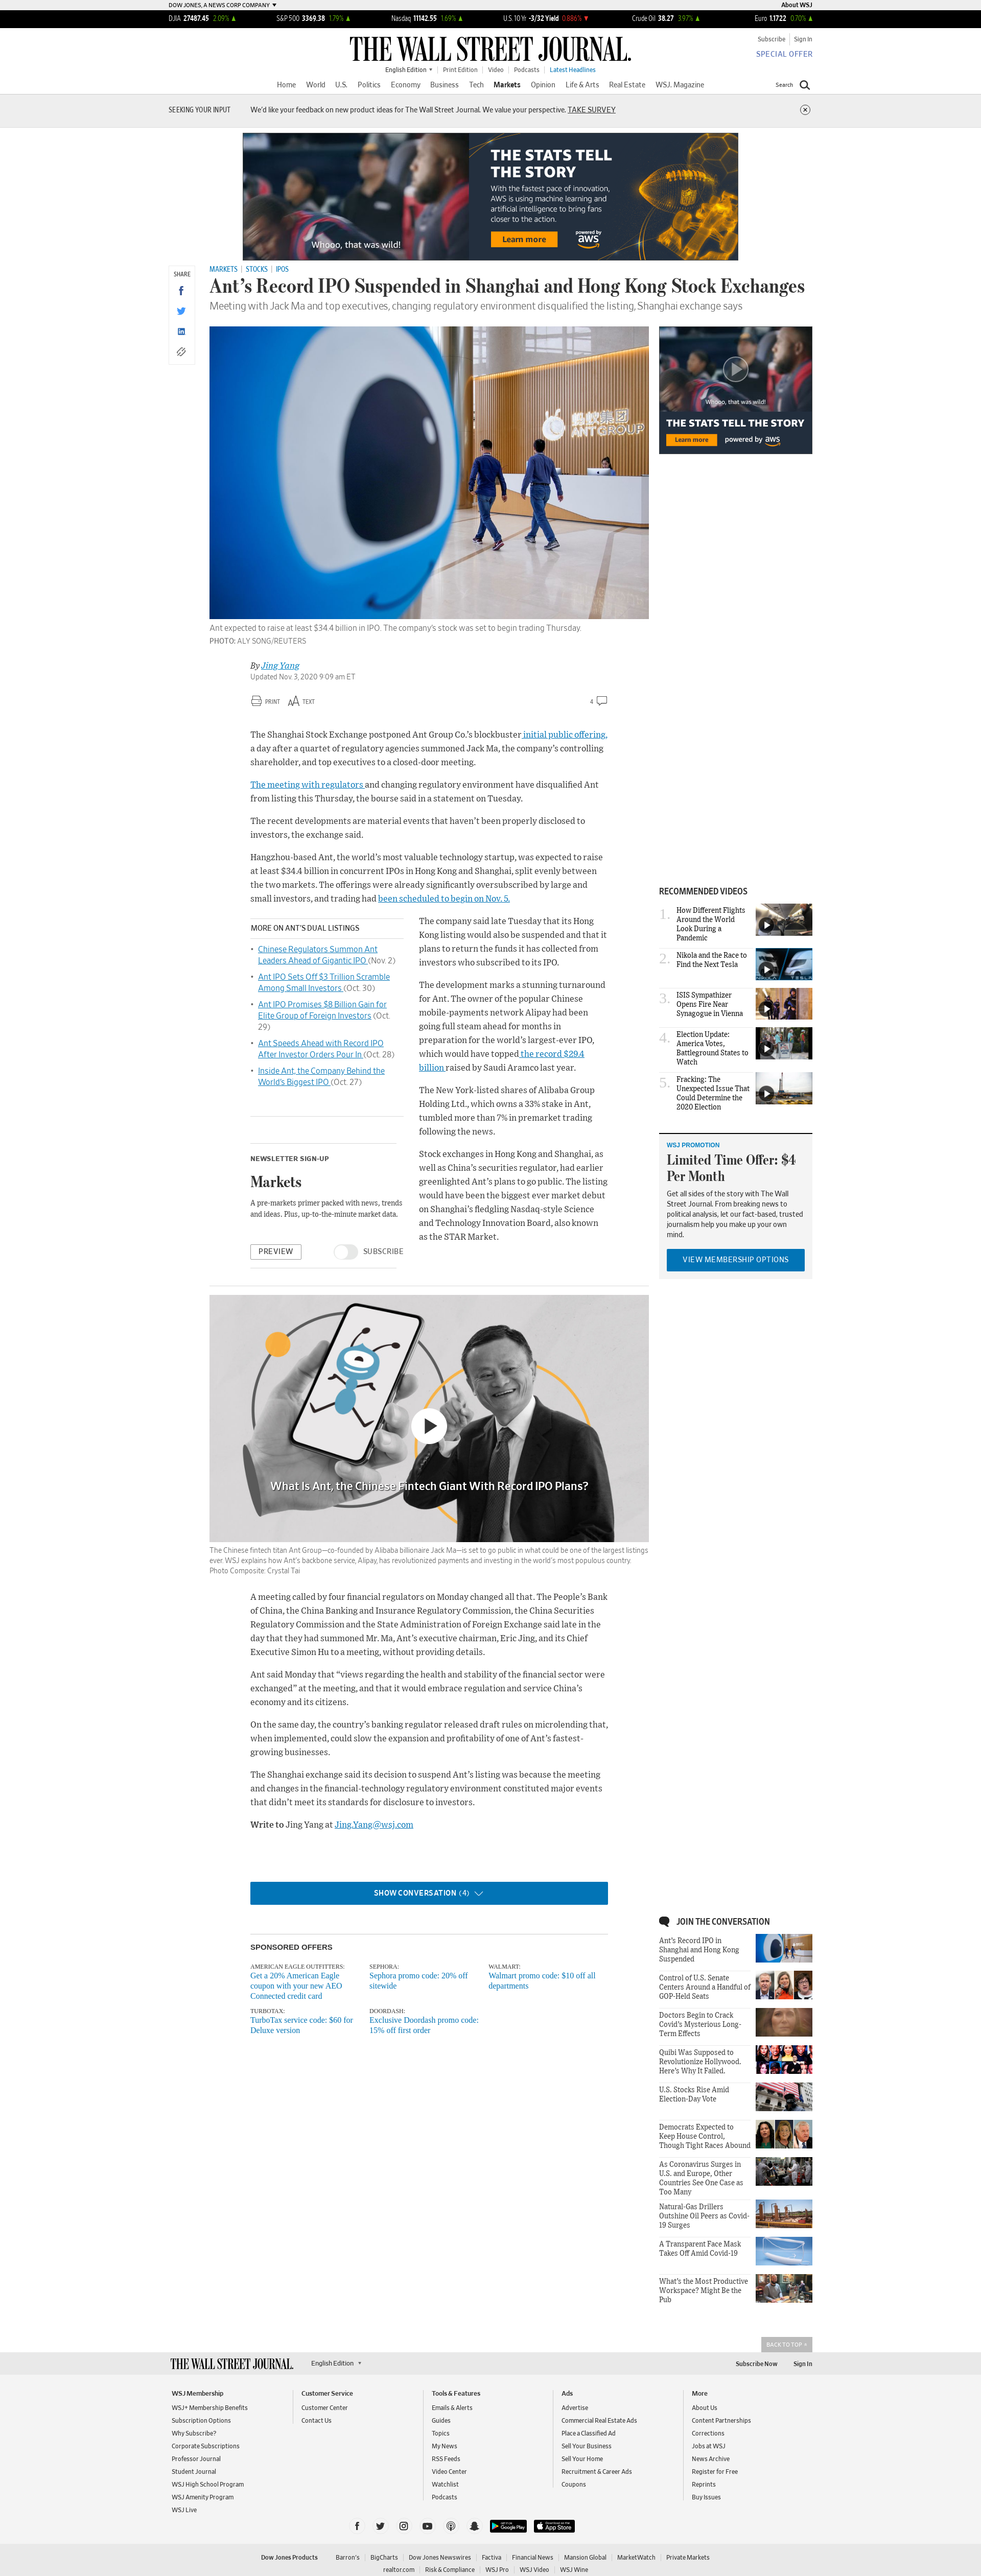 DOW JONES, A NEWS CORP COMPANY ▼
About WSJ
DJIA 27487.45 2.09% ▲
S&P 500 3369.38 1.79% ▲
Nasdaq 11142.55 1.69% ▲
U.S. 10 Yr -3/32 Yield 0.886% ▼
Crude Oil 38.27 3.97% ▲
Euro 1.1722 0.70% ▲
THE WALL STREET JOURNAL.
Subscribe | Sign In
SPECIAL OFFER
English Edition ▼ | Print Edition | Video | Podcasts | Latest Headlines
Home World U.S. Politics Economy Business Tech Markets Opinion Life & Arts Real Estate WSJ. Magazine
Search
SEEKING YOUR INPUT
We'd like your feedback on new product ideas for The Wall Street Journal. We value your perspective. TAKE SURVEY
Whooo, that was wild!
THE STATS TELL
THE STORY
With the fastest pace of innovation,
AWS is using machine learning and
artificial intelligence to bring fans
closer to the action.
Learn more
powered by
aws
SHARE
MARKETS | STOCKS | IPOS
Ant's Record IPO Suspended in Shanghai and Hong Kong Stock Exchanges
Meeting with Jack Ma and top executives, changing regulatory environment disqualified the listing, Shanghai exchange says
蚂蚁集团
ANT GROUP
Ant expected to raise at least $34.4 billion in IPO. The company's stock was set to begin trading Thursday.
PHOTO: ALY SONG/REUTERS
Whooo, that was wild!
THE STATS TELL THE STORY
Learn more
powered by aws
By Jing Yang
Updated Nov. 3, 2020 9:09 am ET
PRINT
TEXT
4
The Shanghai Stock Exchange postponed Ant Group Co.'s blockbuster initial public offering,
a day after a quartet of regulatory agencies summoned Jack Ma, the company's controlling
shareholder, and top executives to a closed-door meeting.
The meeting with regulators and changing regulatory environment have disqualified Ant
from listing this Thursday, the bourse said in a statement on Tuesday.
The recent developments are material events that haven't been properly disclosed to
investors, the exchange said.
Hangzhou-based Ant, the world's most valuable technology startup, was expected to raise
at least $34.4 billion in concurrent IPOs in Hong Kong and Shanghai, split evenly between
the two markets. The offerings were already significantly oversubscribed by large and
small investors, and trading had been scheduled to begin on Nov. 5.
MORE ON ANT'S DUAL LISTINGS
• Chinese Regulators Summon Ant
Leaders Ahead of Gigantic IPO (Nov. 2)
• Ant IPO Sets Off $3 Trillion Scramble
Among Small Investors (Oct. 30)
• Ant IPO Promises $8 Billion Gain for
Elite Group of Foreign Investors (Oct.
29)
• Ant Speeds Ahead with Record IPO
After Investor Orders Pour In (Oct. 28)
• Inside Ant, the Company Behind the
World's Biggest IPO (Oct. 27)
NEWSLETTER SIGN-UP
Markets
A pre-markets primer packed with news, trends
and ideas. Plus, up-to-the-minute market data.
PREVIEW
SUBSCRIBE
The company said late Tuesday that its Hong
Kong listing would also be suspended and that it
plans to return the funds it has collected from
investors who subscribed to its IPO.
The development marks a stunning turnaround
for Ant. The owner of the popular Chinese
mobile-payments network Alipay had been
going full steam ahead for months in
preparation for it the world's largest-ever IPO,
which would have topped the record $29.4
billion raised by Saudi Aramco last year.
The New York-listed shares of Alibaba Group
Holding Ltd., which owns a 33% stake in Ant,
tumbled more than 7% in premarket trading
following the news.
Stock exchanges in Hong Kong and Shanghai, as
well as China's securities regulator, had earlier
greenlighted Ant's plans to go public. The listing
would have been the biggest ever market debut
on Shanghai's fledgling Nasdaq-style Science
and Technology Innovation Board, also known
as the STAR Market.
RECOMMENDED VIDEOS
1. How Different Flights
Around the World
Look During a
Pandemic
2. Nikola and the Race to
Find the Next Tesla
3. ISIS Sympathizer
Opens Fire Near
Synagogue in Vienna
4. Election Update:
America Votes,
Battleground States to
Watch
5. Fracking: The
Unexpected Issue That
Could Determine the
2020 Election
WSJ PROMOTION
Limited Time Offer: $4
Per Month
Get all sides of the story with The Wall
Street Journal. From breaking news to
political analysis, let our fact-based, trusted
journalism help you make up your own
mind.
VIEW MEMBERSHIP OPTIONS
What Is Ant, the Chinese Fintech Giant With Record IPO Plans?
The Chinese fintech titan Ant Group—co-founded by Alibaba billionaire Jack Ma—is set to go public in what could be one of the largest listings
ever. WSJ explains how Ant's backbone service, Alipay, has revolutionized payments and investing in the world's most populous country.
Photo Composite: Crystal Tai
A meeting called by four financial regulators on Monday changed all that. The People's Bank
of China, the China Banking and Insurance Regulatory Commission, the China Securities
Regulatory Commission and the State Administration of Foreign Exchange said late in the
day that they had summoned Mr. Ma, Ant's executive chairman, Eric Jing, and its Chief
Executive Simon Hu to a meeting, without providing details.
Ant said Monday that "views regarding the health and stability of the financial sector were
exchanged" at the meeting, and that it would embrace regulation and service China's
economy and its citizens.
On the same day, the country's banking regulator released draft rules on microlending that,
when implemented, could slow the expansion and profitability of one of Ant's fastest-
growing businesses.
The Shanghai exchange said its decision to suspend Ant's listing was because the meeting
and changes in the financial-technology regulatory environment constituted major events
that didn't meet its standards for disclosure to investors.
Write to Jing Yang at Jing.Yang@wsj.com
SHOW CONVERSATION (4)
SPONSORED OFFERS
AMERICAN EAGLE OUTFITTERS:
Get a 20% American Eagle
coupon with your new AEO
Connected credit card
SEPHORA:
Sephora promo code: 20% off
sitewide
WALMART:
Walmart promo code: $10 off all
departments
TURBOTAX:
TurboTax service code: $60 for
Deluxe version
DOORDASH:
Exclusive Doordash promo code:
15% off first order
JOIN THE CONVERSATION
Ant's Record IPO in
Shanghai and Hong Kong
Suspended
Control of U.S. Senate
Centers Around a Handful of
GOP-Held Seats
Doctors Begin to Crack
Covid's Mysterious Long-
Term Effects
Quibi Was Supposed to
Revolutionize Hollywood.
Here's Why It Failed.
U.S. Stocks Rise Amid
Election-Day Vote
Democrats Expected to
Keep House Control,
Though Tight Races Abound
As Coronavirus Surges in
U.S. and Europe, Other
Countries See One Case as
Too Many
Natural-Gas Drillers
Outshine Oil Peers as Covid-
19 Surges
A Transparent Face Mask
Takes Off Amid Covid-19
What's the Most Productive
Workspace? Might Be the
Pub
BACK TO TOP
THE WALL STREET JOURNAL.
English Edition ▼
Subscribe Now
Sign In
WSJ Membership
WSJ+ Membership Benefits
Subscription Options
Why Subscribe?
Corporate Subscriptions
Professor Journal
Student Journal
WSJ High School Program
WSJ Amenity Program
WSJ Live
Customer Service
Customer Center
Contact Us
Tools & Features
Emails & Alerts
Guides
Topics
My News
RSS Feeds
Video Center
Watchlist
Podcasts
Ads
Advertise
Commercial Real Estate Ads
Place a Classified Ad
Sell Your Business
Sell Your Home
Recruitment & Career Ads
Coupons
More
About Us
Content Partnerships
Corrections
Jobs at WSJ
News Archive
Register for Free
Reprints
Buy Issues
Google Play
App Store
Dow Jones Products Barron's | BigCharts | Dow Jones Newswires | Factiva | Financial News | Mansion Global | MarketWatch | Private Markets
realtor.com | Risk & Compliance | WSJ Pro | WSJ Video | WSJ Wine